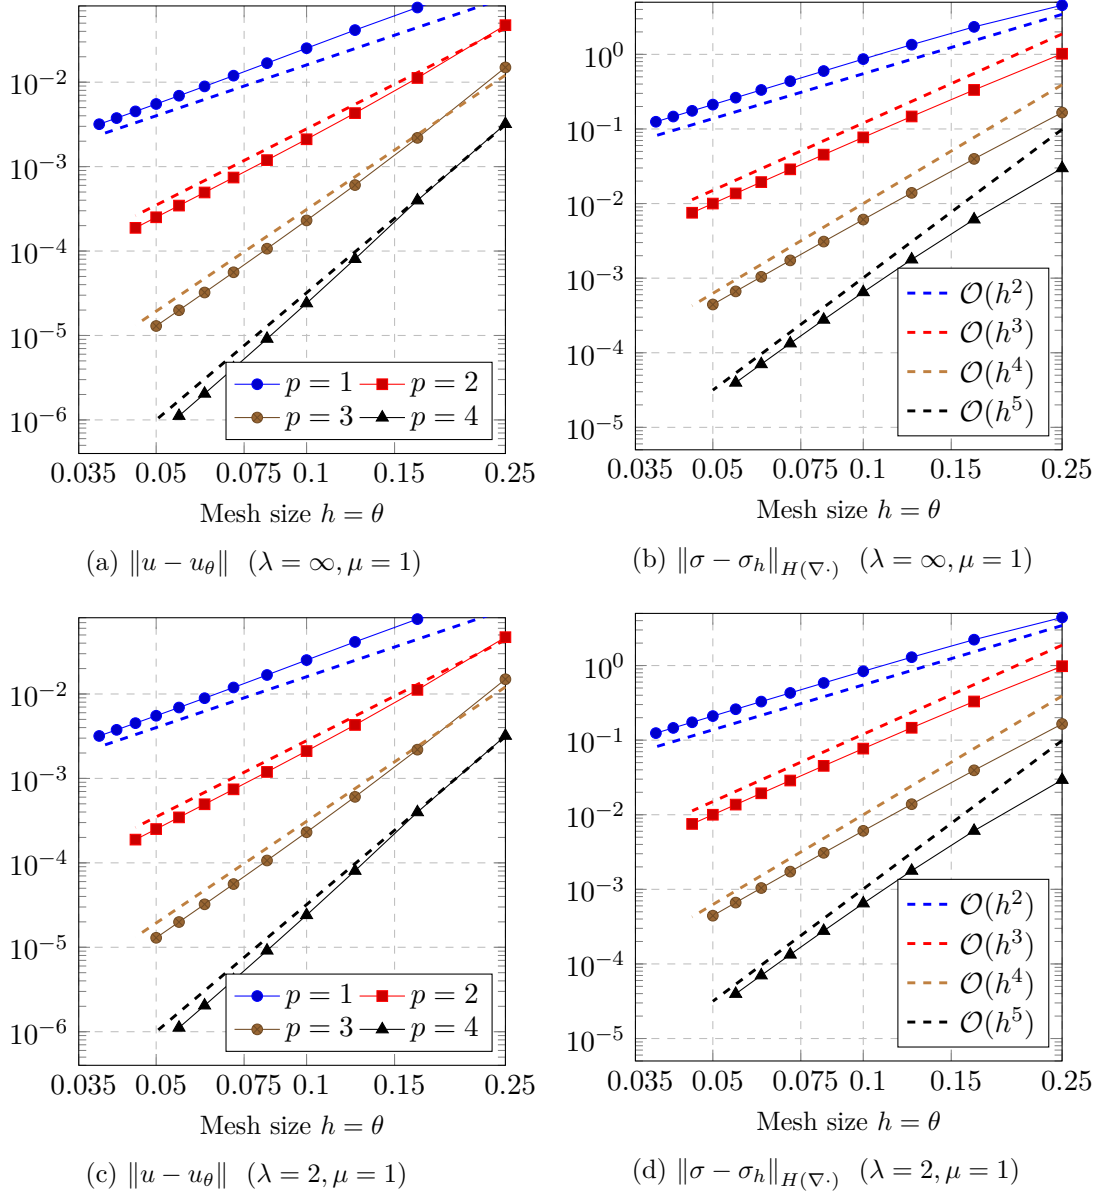 10^{-2}
10^{-3}
10^{-4}
10^{-5}
10^{-6}
p = 1 p = 2
p = 3 p = 4
0.035 0.05 0.075 0.1 0.15 0.25
Mesh size h = θ
(a) ‖u − u_θ‖ (λ = ∞, μ = 1)
10^{0}
10^{-1}
10^{-2}
10^{-3}
10^{-4}
10^{-5}
𝒪(h^2)
𝒪(h^3)
𝒪(h^4)
𝒪(h^5)
0.035 0.05 0.075 0.1 0.15 0.25
Mesh size h = θ
(b) ‖σ − σ_h‖_{H(∇·)} (λ = ∞, μ = 1)
10^{-2}
10^{-3}
10^{-4}
10^{-5}
10^{-6}
p = 1 p = 2
p = 3 p = 4
0.035 0.05 0.075 0.1 0.15 0.25
Mesh size h = θ
(c) ‖u − u_θ‖ (λ = 2, μ = 1)
10^{0}
10^{-1}
10^{-2}
10^{-3}
10^{-4}
10^{-5}
𝒪(h^2)
𝒪(h^3)
𝒪(h^4)
𝒪(h^5)
0.035 0.05 0.075 0.1 0.15 0.25
Mesh size h = θ
(d) ‖σ − σ_h‖_{H(∇·)} (λ = 2, μ = 1)